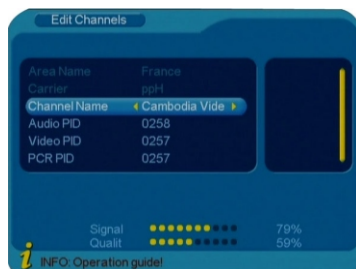 Edit Channels
Area Name France
Carrier ppH
Channel Name Cambodia Vide
Audio PID 0258
Video PID 0257
PCR PID 0257
Signal 79%
Qualit 59%
i INFO: Operation guide!